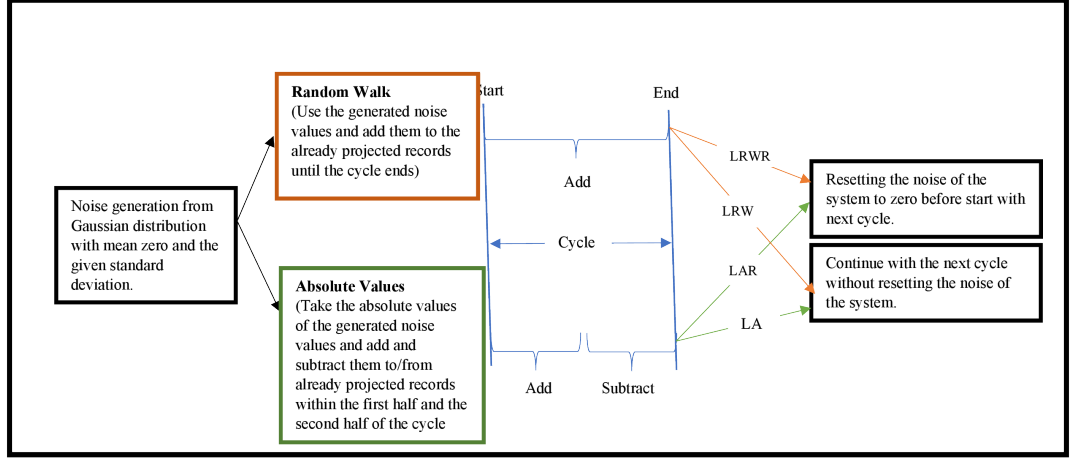 Noise generation from
Gaussian distribution
with mean zero and the
given standard
deviation.
Random Walk
(Use the generated noise
values and add them to the
already projected records
until the cycle ends)
Absolute Values
(Take the absolute values
of the generated noise
values and add and
subtract them to/from
already projected records
within the first half and the
second half of the cycle
Start
End
Add
Cycle
Add
Subtract
LRWR
LRW
LAR
LA
Resetting the noise of the
system to zero before start with
next cycle.
Continue with the next cycle
without resetting the noise of
the system.